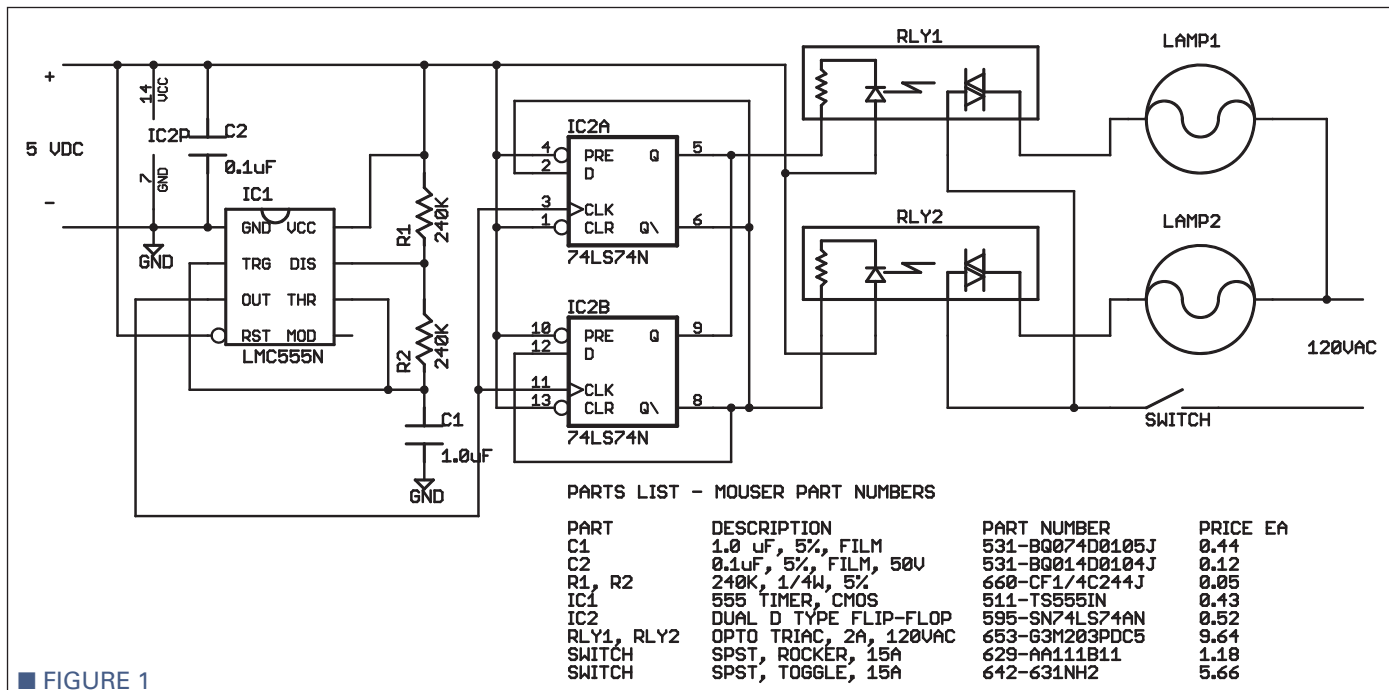 RLY1
LAMP1
+
14
VCC
IC2P
C2
5 VDC
0.1uF
7
GND
-
IC1
GND
GND VCC
TRG DIS
OUT THR
RST MOD
LMC555N
R1
240K
R2
240K
C1
1.0uF
GND
IC2A
4 PRE Q 5
2 D
3 CLK
1 CLR Q\ 6
74LS74N
IC2B
10 PRE Q 9
12 D
11 CLK
13 CLR Q\ 8
74LS74N
RLY2
LAMP2
120VAC
SWITCH
PARTS LIST - MOUSER PART NUMBERS
PART DESCRIPTION PART NUMBER PRICE EA
C1 1.0 uF, 5%, FILM 531-BQ074D0105J 0.44
C2 0.1uF, 5%, FILM, 50V 531-BQ014D0104J 0.12
R1, R2 240K, 1/4W, 5% 660-CF1/4C244J 0.05
IC1 555 TIMER, CMOS 511-TS555IN 0.43
IC2 DUAL D TYPE FLIP-FLOP 595-SN74LS74AN 0.52
RLY1, RLY2 OPTO TRIAC, 2A, 120VAC 653-G3M203PDC5 9.64
SWITCH SPST, ROCKER, 15A 629-AA111B11 1.18
SWITCH SPST, TOGGLE, 15A 642-631NH2 5.66
■ FIGURE 1